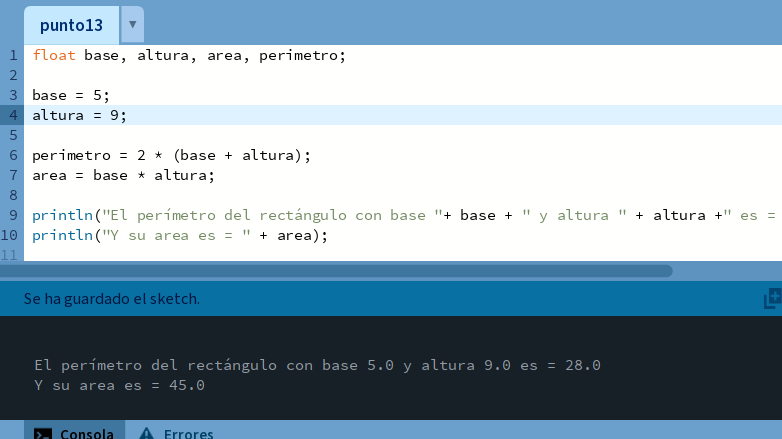 punto13 ▼
1 float base, altura, area, perimetro;
2
3 base = 5;
4 altura = 9;
5
6 perimetro = 2 * (base + altura);
7 area = base * altura;
8
9 println("El perímetro del rectángulo con base "+ base + " y altura " + altura +" es =
10 println("Y su area es = " + area);
11
Se ha guardado el sketch.
El perímetro del rectángulo con base 5.0 y altura 9.0 es = 28.0
Y su area es = 45.0
Consola Errores